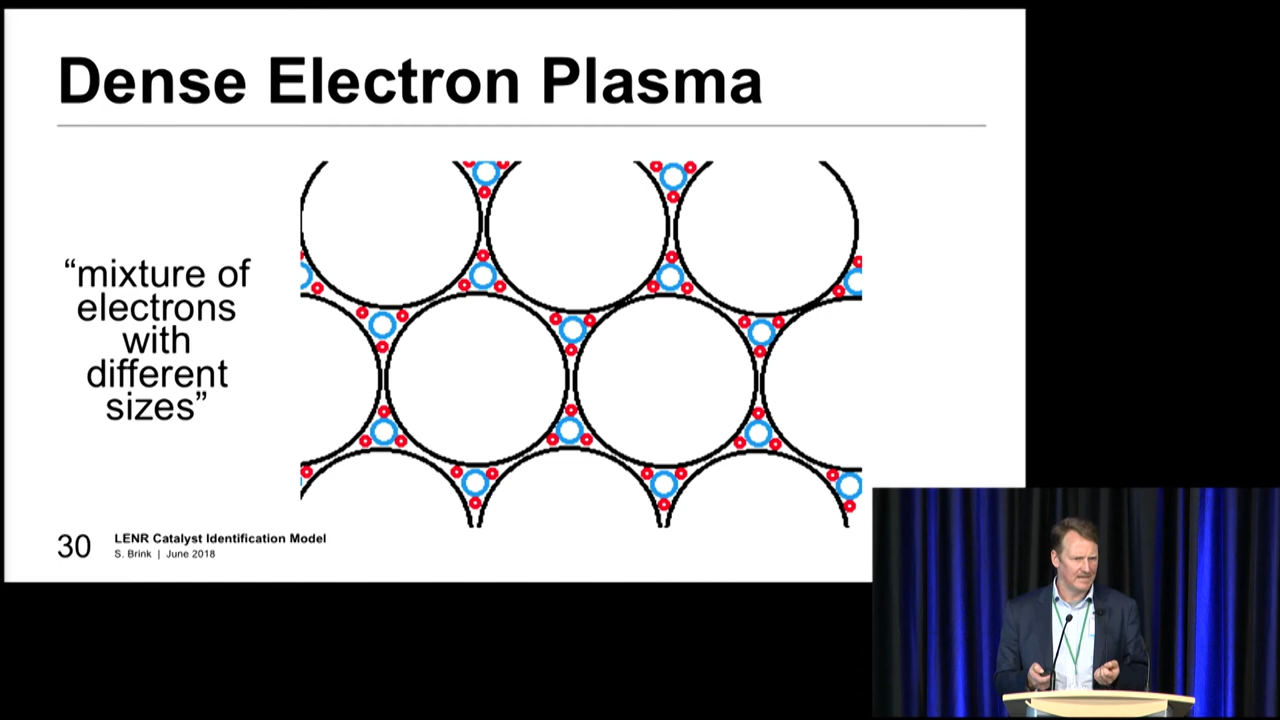 Dense Electron Plasma
“mixture of
electrons
with
different
sizes”
30
LENR Catalyst Identification Model
S. Brink | June 2018